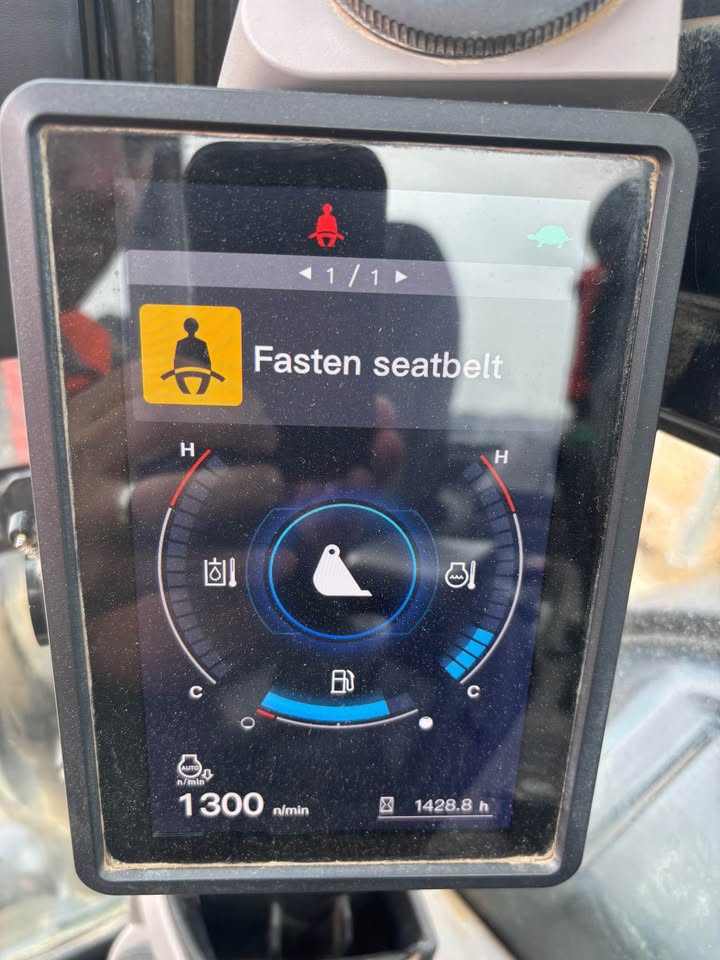 ◀ 1 / 1 ▶
Fasten seatbelt
H
H
C
C
AUTO
n/min
1300 n/min
1428.8 h